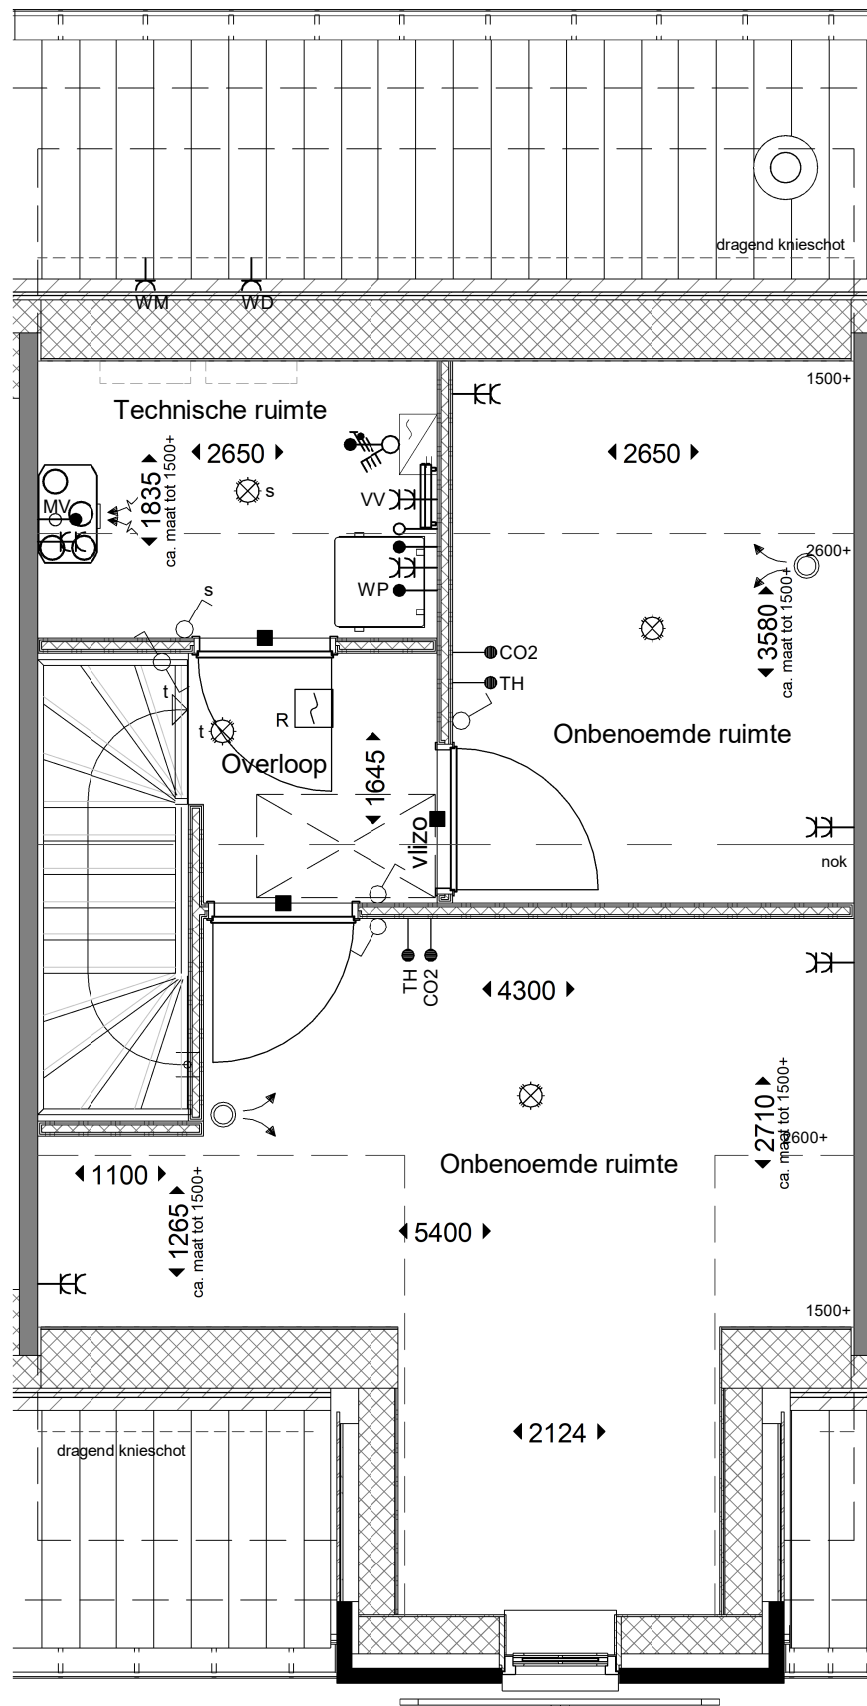 dragend knieschot
WM
WD
1500+
Technische ruimte
2650
2650
1835
ca. maat tot 1500+
s
MV
VV
2600+
WP
s
3580
ca. maat tot 1500+
CO2
TH
t
R
t
Onbenoemde ruimte
Overloop
1645
vlizo
nok
TH
CO2
4300
2710
ca. maat tot 1500+
2600+
Onbenoemde ruimte
1100
1265
ca. maat tot 1500+
5400
1500+
2124
dragend knieschot